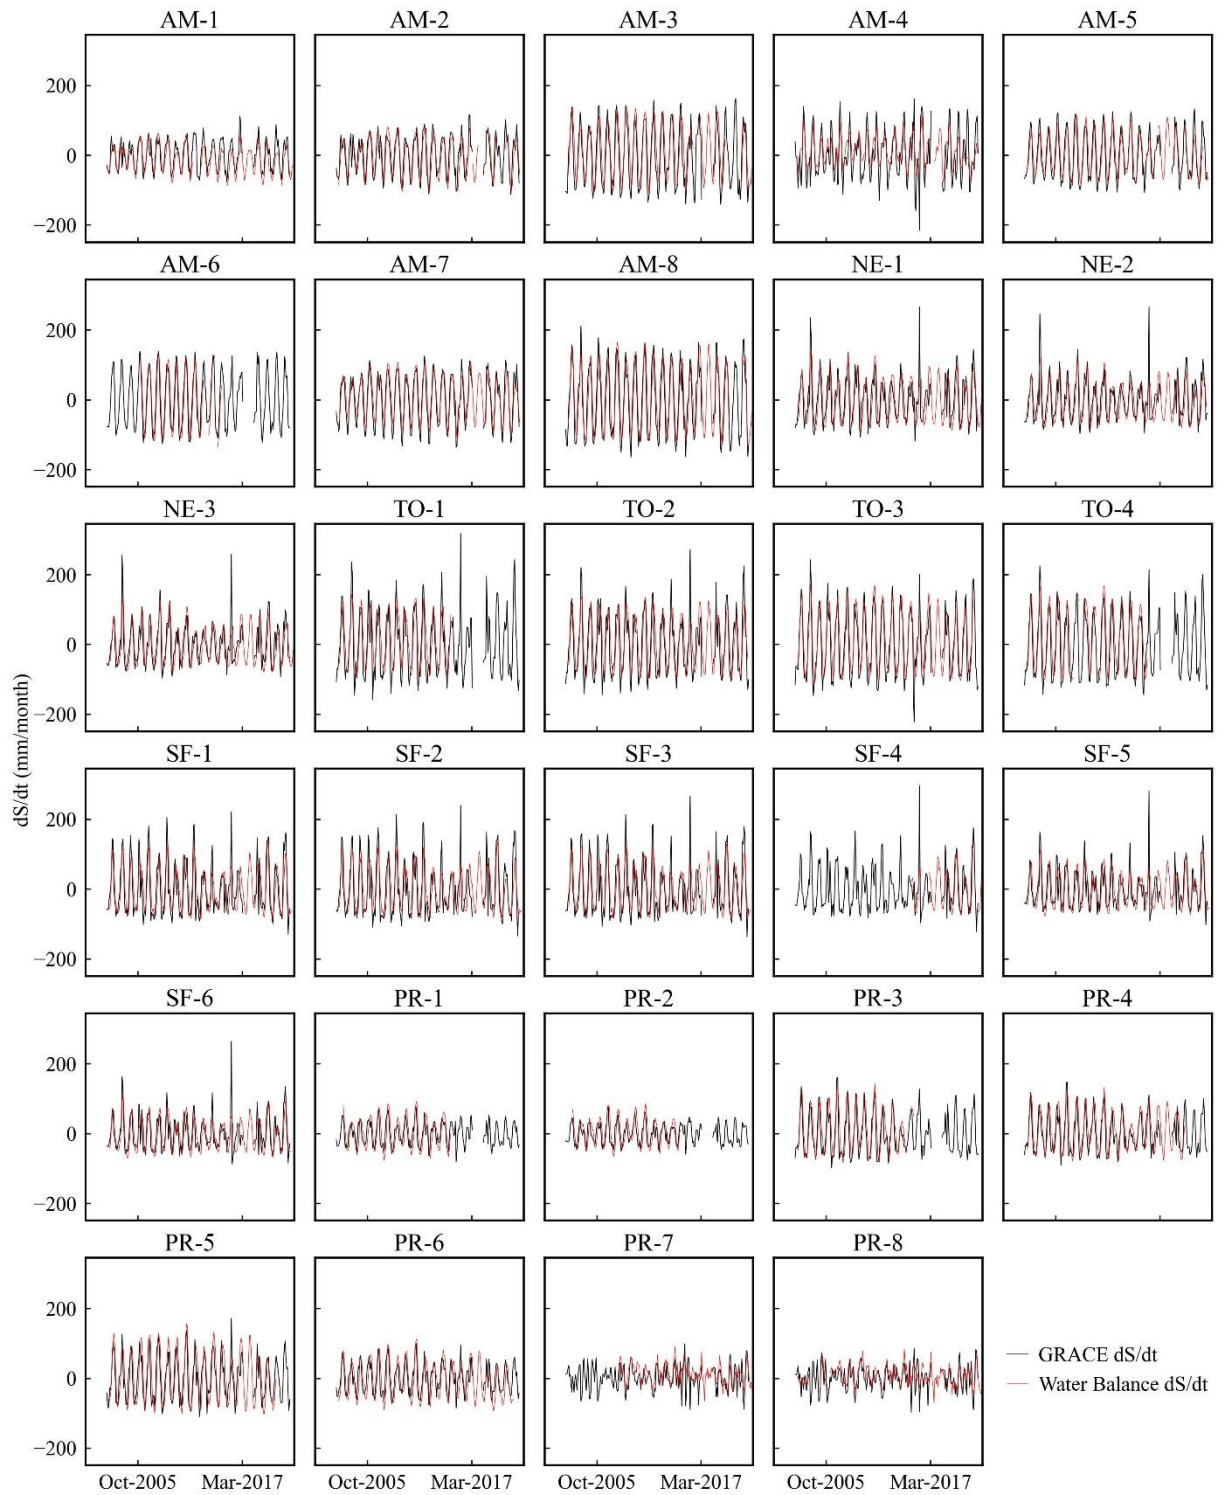 AM-1 AM-2 AM-3 AM-4 AM-5
200
0
−200
AM-6 AM-7 AM-8 NE-1 NE-2
200
0
−200
NE-3 TO-1 TO-2 TO-3 TO-4
200
0
−200
dS/dt (mm/month)
SF-1 SF-2 SF-3 SF-4 SF-5
200
0
−200
SF-6 PR-1 PR-2 PR-3 PR-4
200
0
−200
PR-5 PR-6 PR-7 PR-8
200
0
−200
GRACE dS/dt
Water Balance dS/dt
Oct-2005 Mar-2017 Oct-2005 Mar-2017 Oct-2005 Mar-2017 Oct-2005 Mar-2017